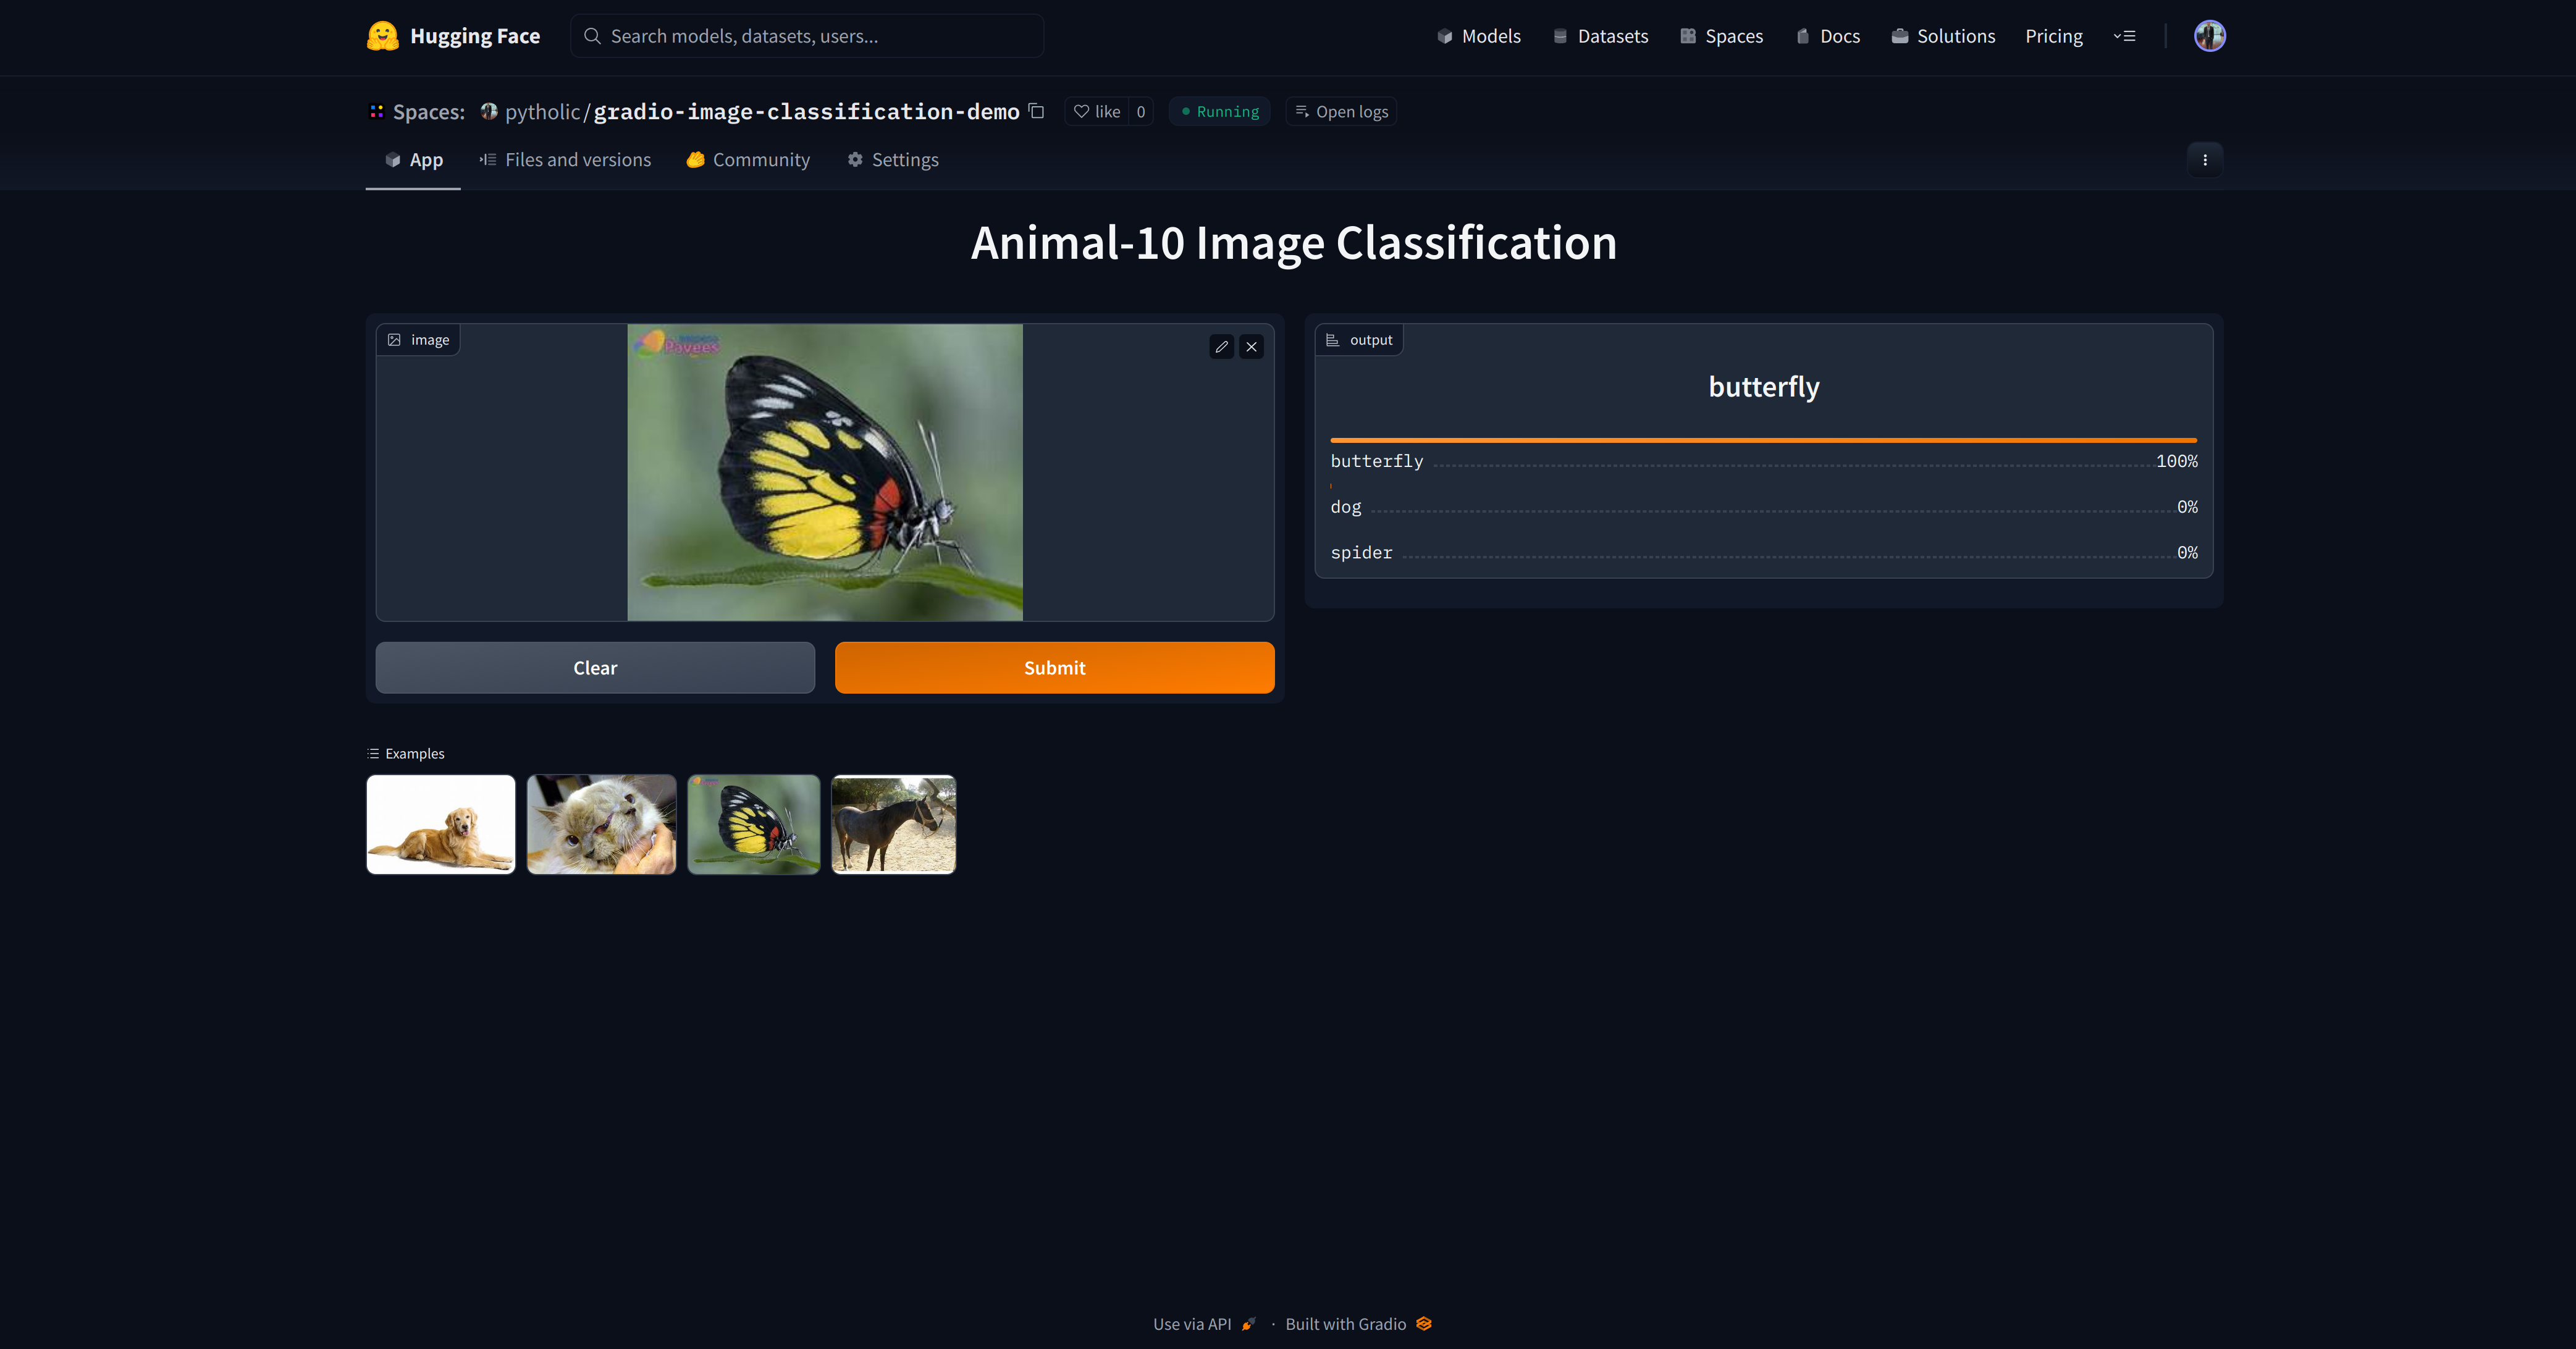 Hugging Face
Search models, datasets, users...
Models
Datasets
Spaces
Docs
Solutions
Pricing
Spaces:
pytholic/gradio-image-classification-demo
like
0
Running
Open logs
App
Files and versions
Community
Settings
Animal-10 Image Classification
image
Pavees
Clear
Submit
output
butterfly
butterfly
100%
dog
0%
spider
0%
Examples
Use via API
·
Built with Gradio